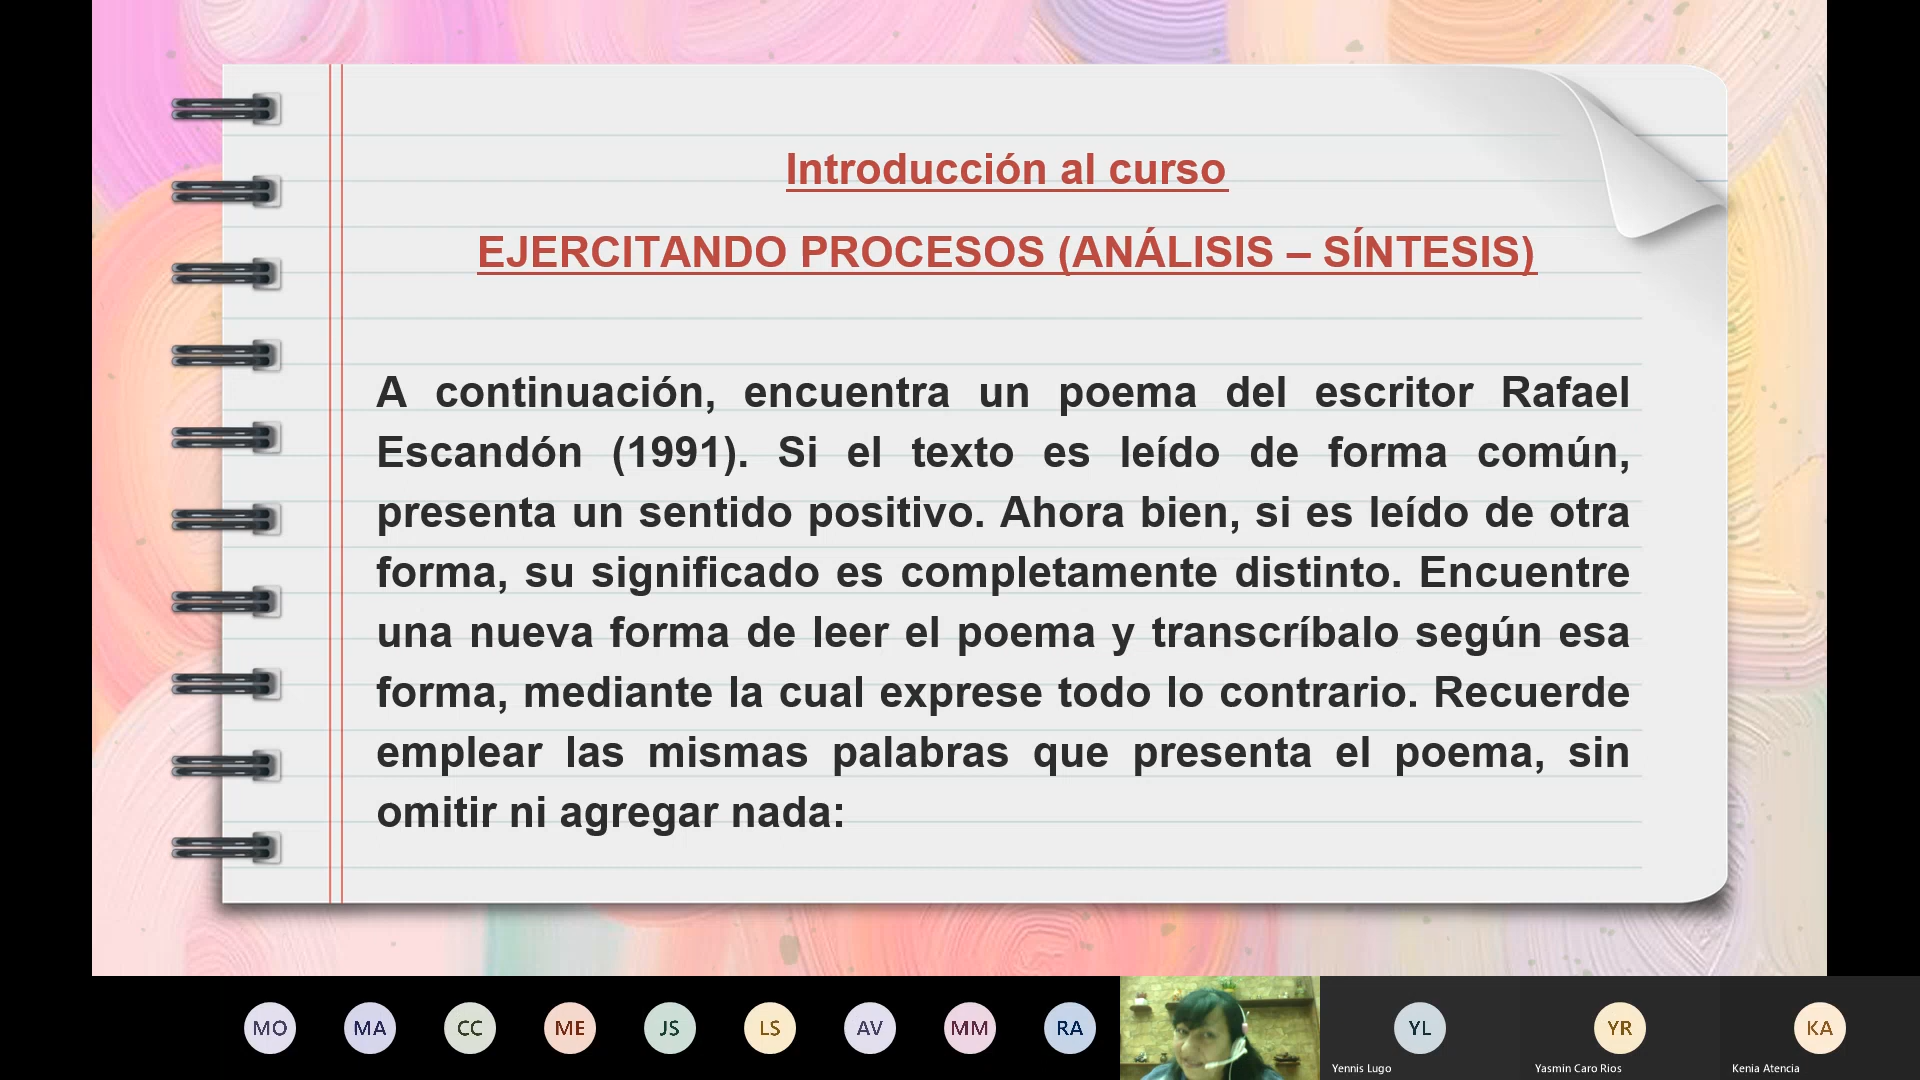 Introducción al curso
EJERCITANDO PROCESOS (ANÁLISIS – SÍNTESIS)
A continuación, encuentra un poema del escritor Rafael
Escandón (1991). Si el texto es leído de forma común,
presenta un sentido positivo. Ahora bien, si es leído de otra
forma, su significado es completamente distinto. Encuentre
una nueva forma de leer el poema y transcríbalo según esa
forma, mediante la cual exprese todo lo contrario. Recuerde
emplear las mismas palabras que presenta el poema, sin
omitir ni agregar nada:
MO MA CC ME JS LS AV MM RA YL YR KA
Yennis Lugo Yasmin Caro Rios Kenia Atencia